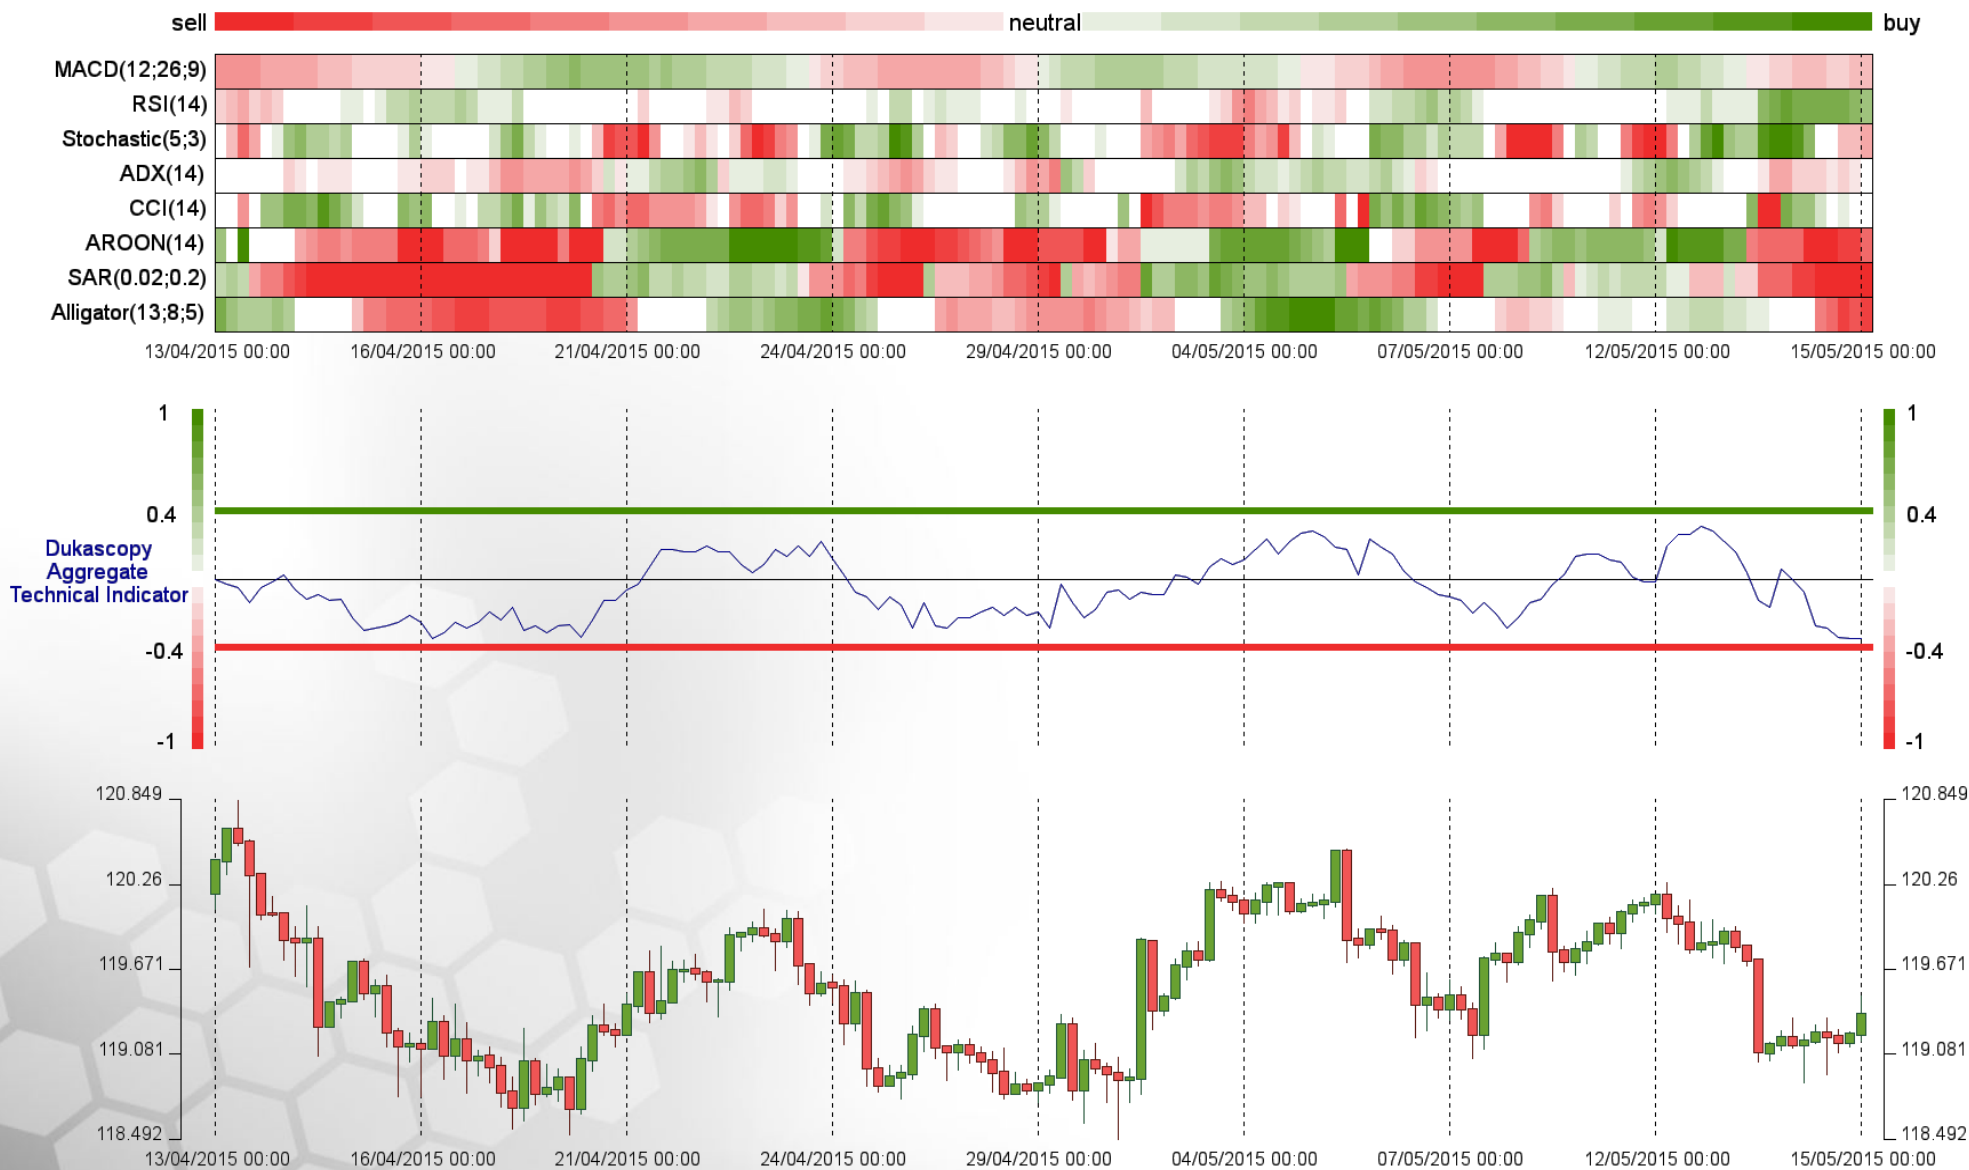 sell neutral buy
MACD(12;26;9)
RSI(14)
Stochastic(5;3)
ADX(14)
CCI(14)
AROON(14)
SAR(0.02;0.2)
Alligator(13;8;5)
13/04/2015 00:00 16/04/2015 00:00 21/04/2015 00:00 24/04/2015 00:00 29/04/2015 00:00 04/05/2015 00:00 07/05/2015 00:00 12/05/2015 00:00 15/05/2015 00:00
1 1
0.4 0.4
Dukascopy
Aggregate
Technical Indicator
-0.4 -0.4
-1 -1
120.849 120.849
120.26 120.26
119.671 119.671
119.081 119.081
118.492 118.492
13/04/2015 00:00 16/04/2015 00:00 21/04/2015 00:00 24/04/2015 00:00 29/04/2015 00:00 04/05/2015 00:00 07/05/2015 00:00 12/05/2015 00:00 15/05/2015 00:00